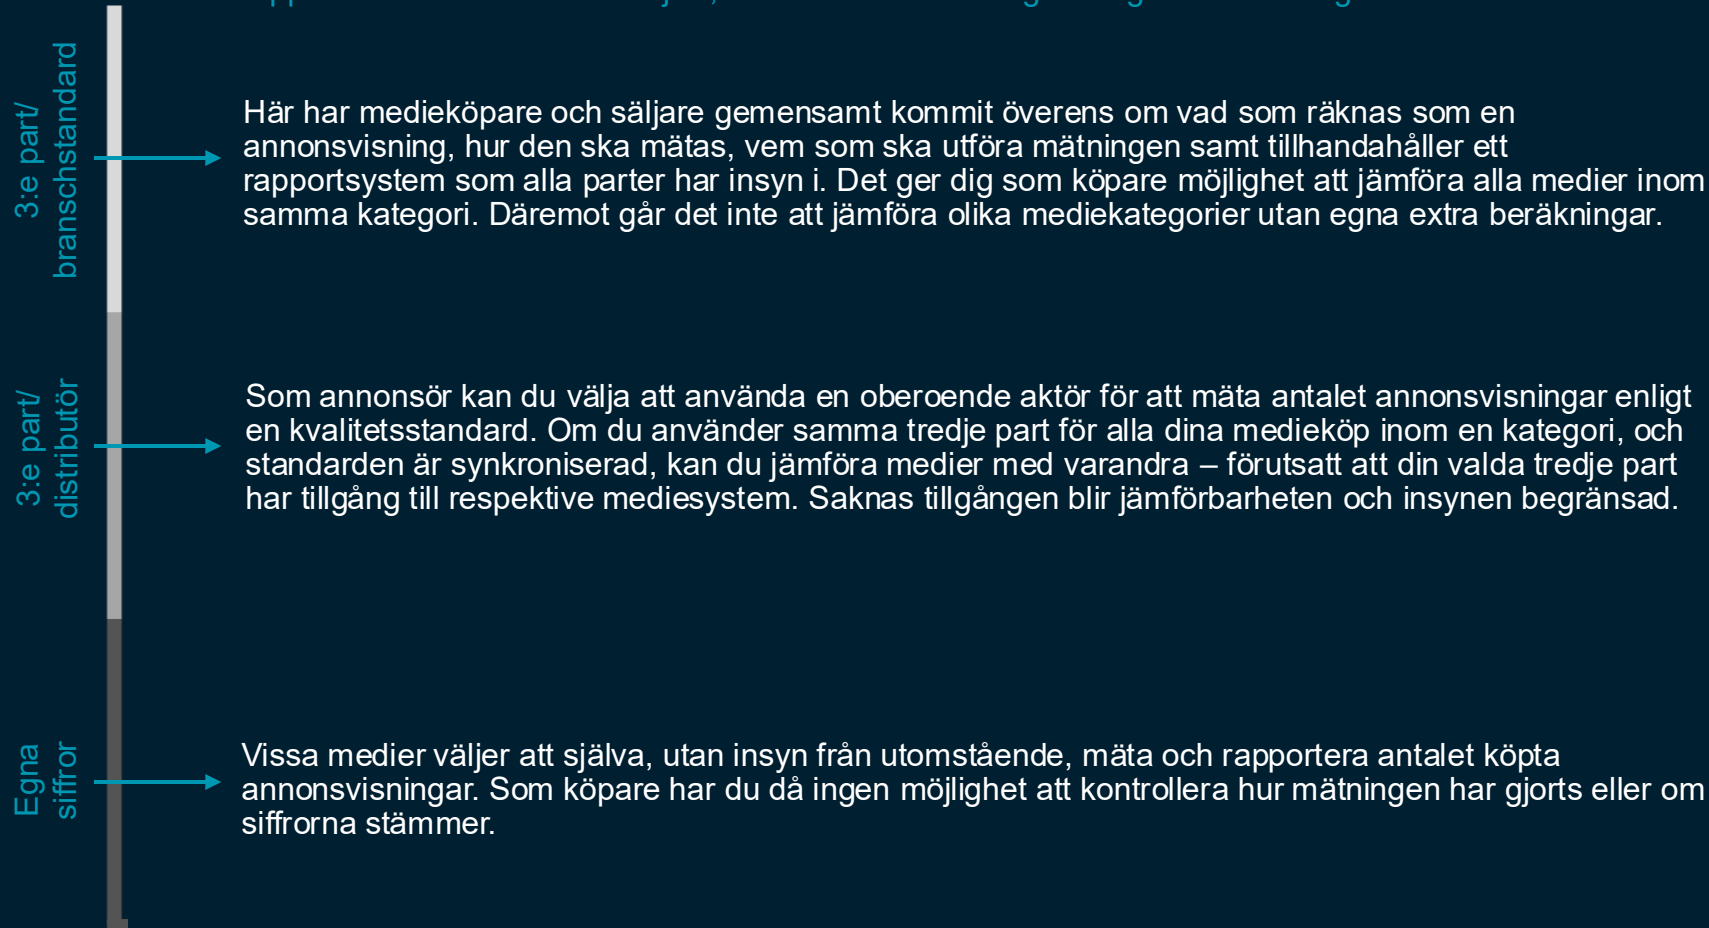 3:e part/
branschstandard
Här har medieköpare och säljare gemensamt kommit överens om vad som räknas som en
annonsvisning, hur den ska mätas, vem som ska utföra mätningen samt tillhandahåller ett
rapportsystem som alla parter har insyn i. Det ger dig som köpare möjlighet att jämföra alla medier inom
samma kategori. Däremot går det inte att jämföra olika mediekategorier utan egna extra beräkningar.
3:e part/
distributör
Som annonsör kan du välja att använda en oberoende aktör för att mäta antalet annonsvisningar enligt
en kvalitetsstandard. Om du använder samma tredje part för alla dina medieköp inom en kategori, och
standarden är synkroniserad, kan du jämföra medier med varandra – förutsatt att din valda tredje part
har tillgång till respektive mediesystem. Saknas tillgången blir jämförbarheten och insynen begränsad.
Egna
siffror
Vissa medier väljer att själva, utan insyn från utomstående, mäta och rapportera antalet köpta
annonsvisningar. Som köpare har du då ingen möjlighet att kontrollera hur mätningen har gjorts eller om
siffrorna stämmer.